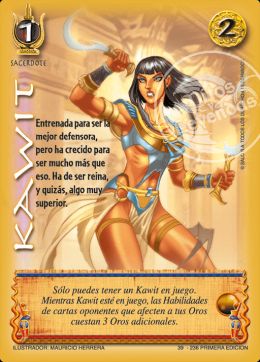 1
2
SACERDOTE
KAWIT
Entrenada para ser la
mejor defensora,
pero ha crecido para
ser mucho más que
eso. Ha de ser reina,
y quizás, algo muy
superior.
Sólo puedes tener un Kawit en juego.
Mientras Kawit esté en juego, las Habilidades
de cartas oponentes que afecten a tus Oros
cuestan 3 Oros adicionales.
ILUSTRADOR: MAURICIO HERRERA 39 - 236 PRIMERA EDICION